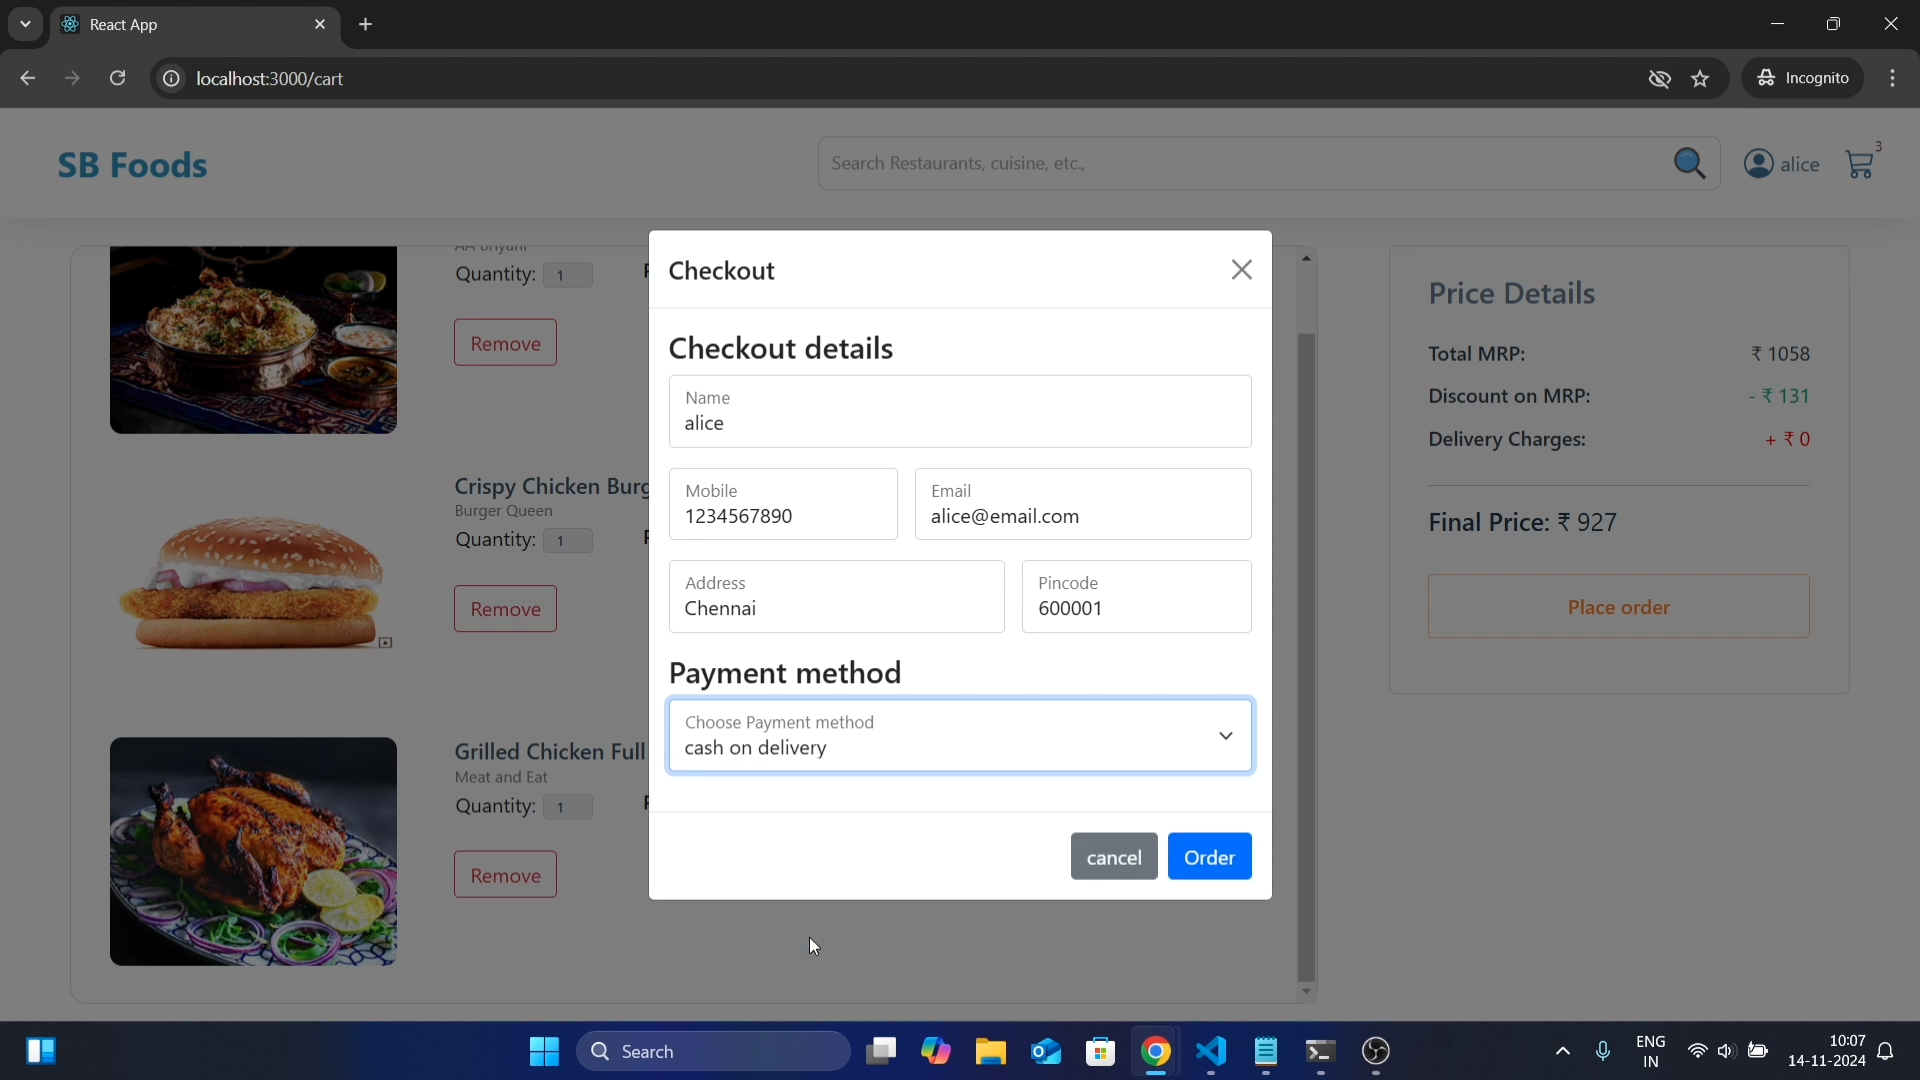 React App
localhost:3000/cart
Incognito
SB Foods
Search Restaurants, cuisine, etc.,
alice
3
Quantity: 1
Remove
Crispy Chicken Burg
Burger Queen
Quantity: 1
Remove
Grilled Chicken Full
Meat and Eat
Quantity: 1
Remove
Checkout
Checkout details
Name
alice
Mobile
1234567890
Email
alice@email.com
Address
Chennai
Pincode
600001
Payment method
Choose Payment method
cash on delivery
cancel
Order
Price Details
Total MRP: ₹ 1058
Discount on MRP: - ₹ 131
Delivery Charges: + ₹ 0
Final Price: ₹ 927
Place order
Search
ENG
IN
10:07
14-11-2024